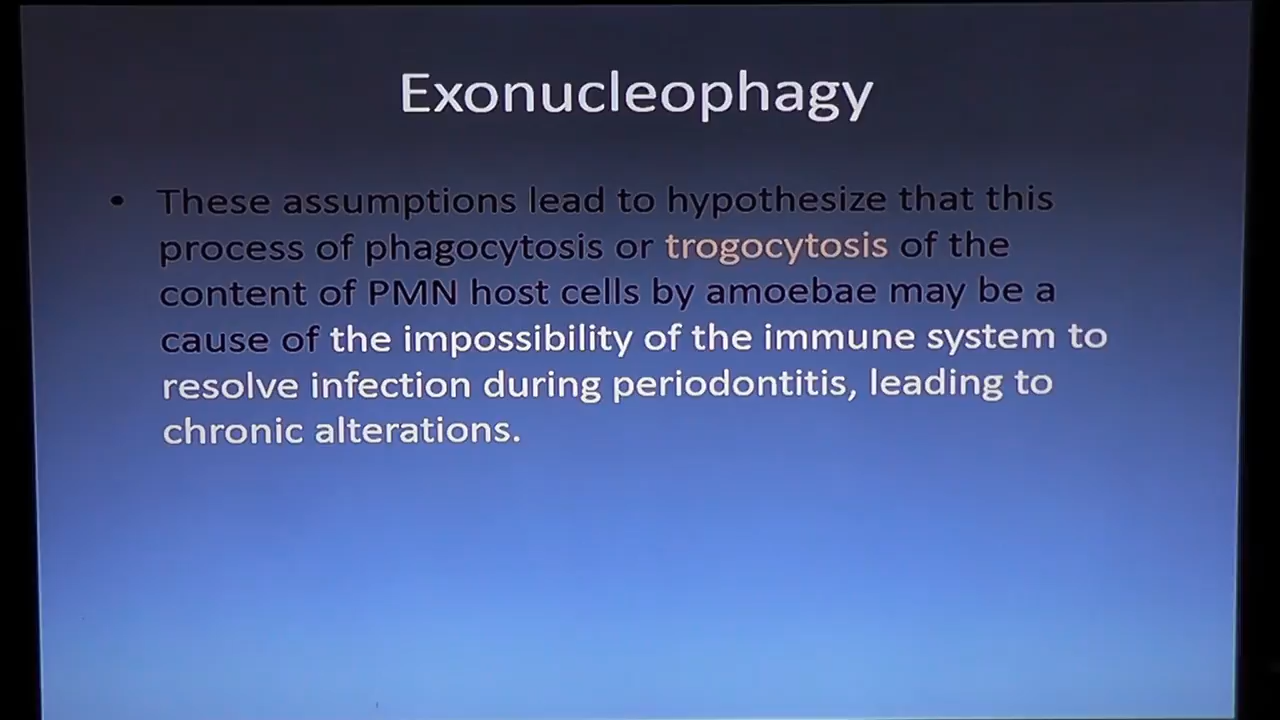 Exonucleophagy
• These assumptions lead to hypothesize that this
process of phagocytosis or trogocytosis of the
content of PMN host cells by amoebae may be a
cause of the impossibility of the immune system to
resolve infection during periodontitis, leading to
chronic alterations.